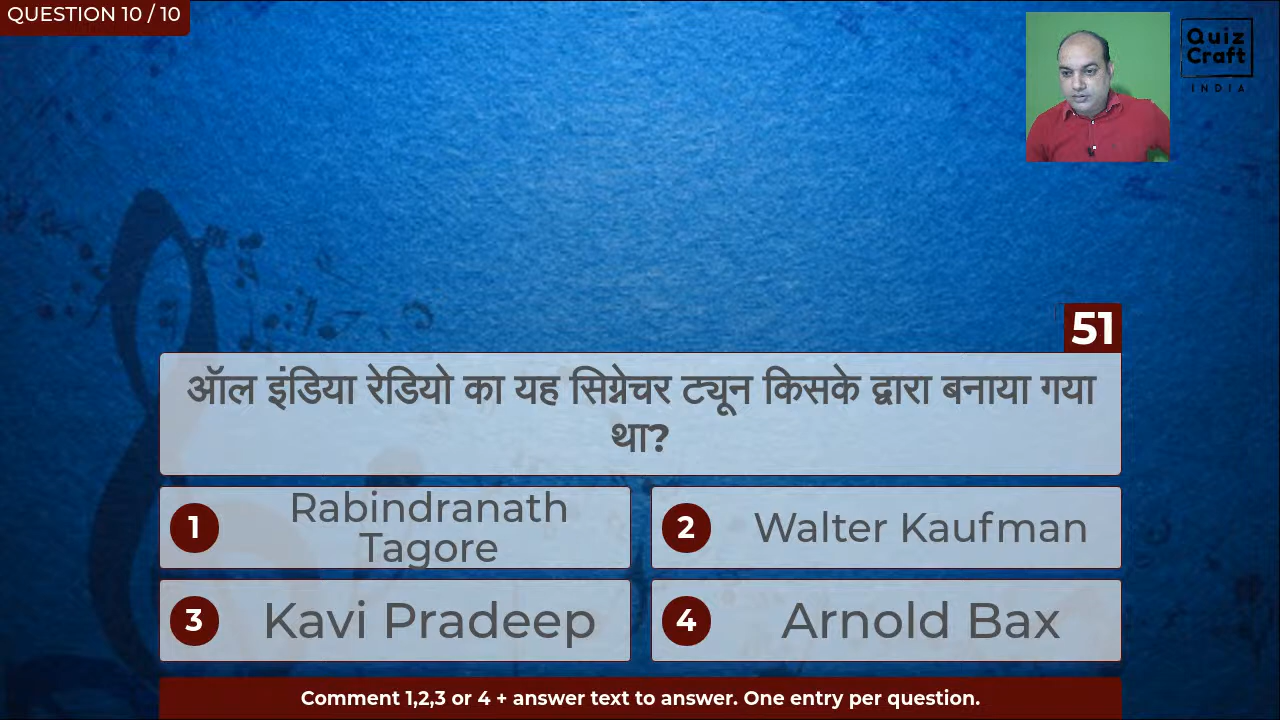 QUESTION 10 / 10
Quiz
Craft
INDIA
51
ऑल इंडिया रेडियो का यह सिग्नेचर ट्यून किसके द्वारा बनाया गया
था?
1 Rabindranath
Tagore
2 Walter Kaufman
3 Kavi Pradeep
4 Arnold Bax
Comment 1,2,3 or 4 + answer text to answer. One entry per question.